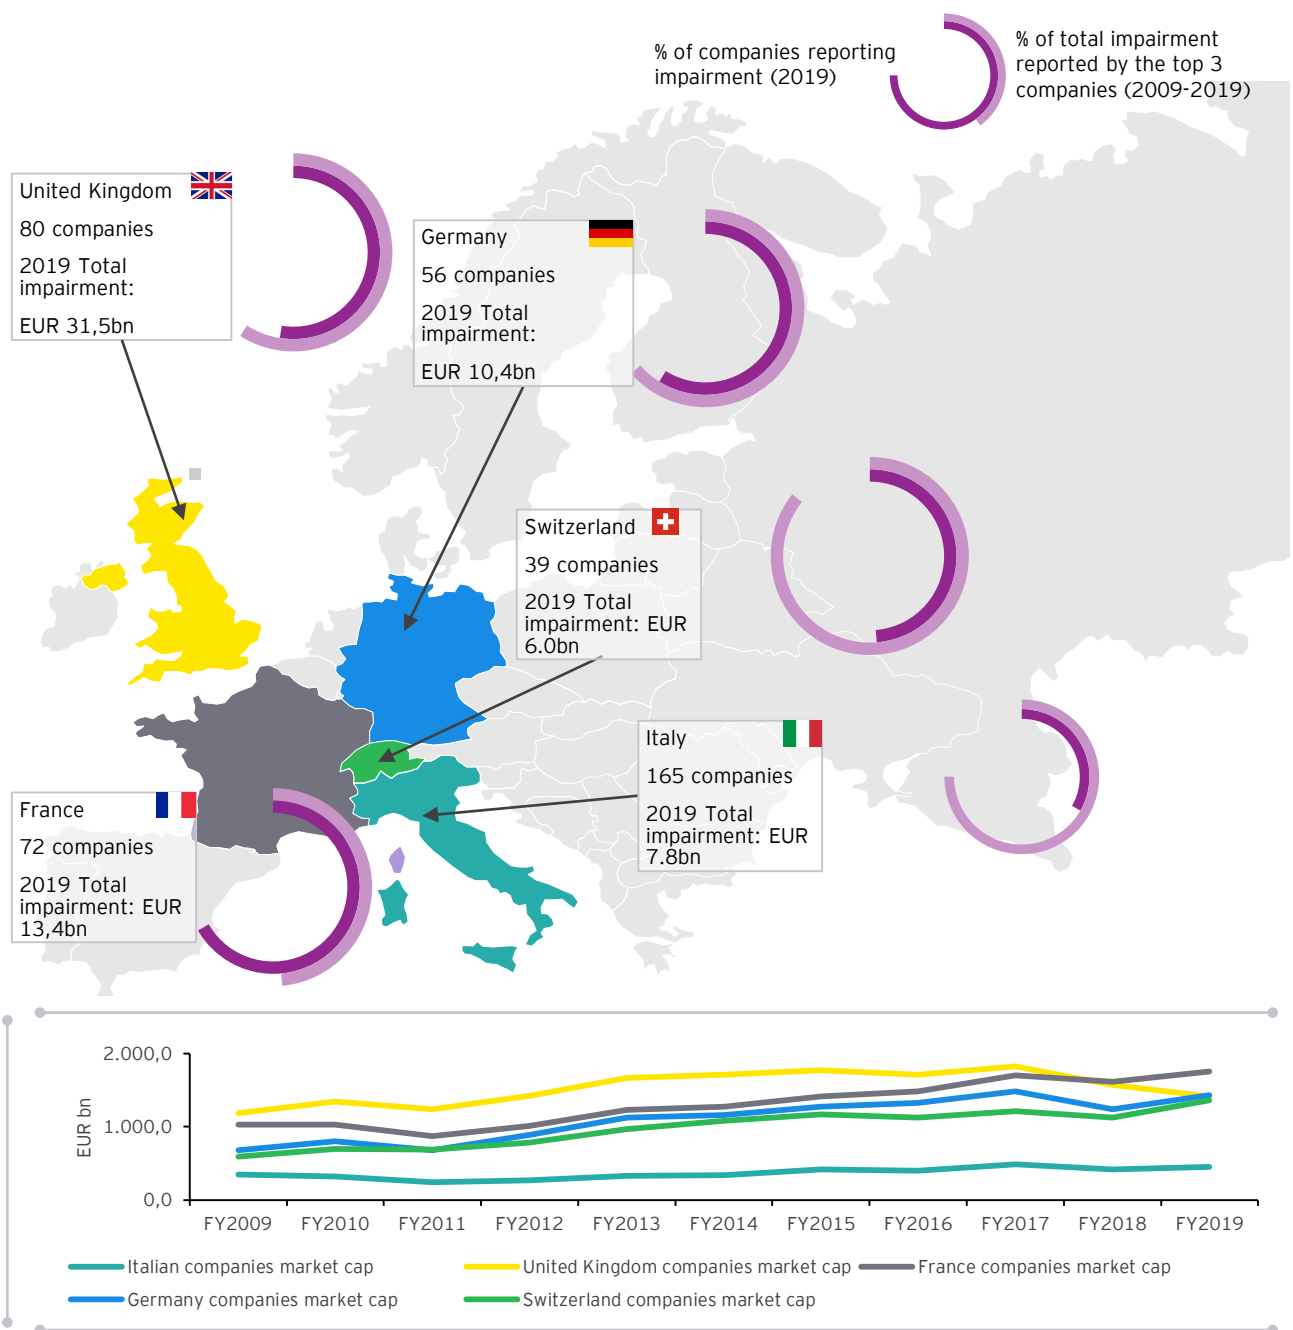 % of companies reporting
impairment (2019)
% of total impairment
reported by the top 3
companies (2009-2019)
United Kingdom
80 companies
2019 Total
impairment:
EUR 31,5bn
Germany
56 companies
2019 Total
impairment:
EUR 10,4bn
Switzerland
39 companies
2019 Total
impairment: EUR
6.0bn
Italy
165 companies
2019 Total
impairment: EUR
7.8bn
France
72 companies
2019 Total
impairment: EUR
13,4bn
EUR bn
2.000,0
1.000,0
0,0
FY2009 FY2010 FY2011 FY2012 FY2013 FY2014 FY2015 FY2016 FY2017 FY2018 FY2019
Italian companies market cap United Kingdom companies market cap France companies market cap
Germany companies market cap Switzerland companies market cap